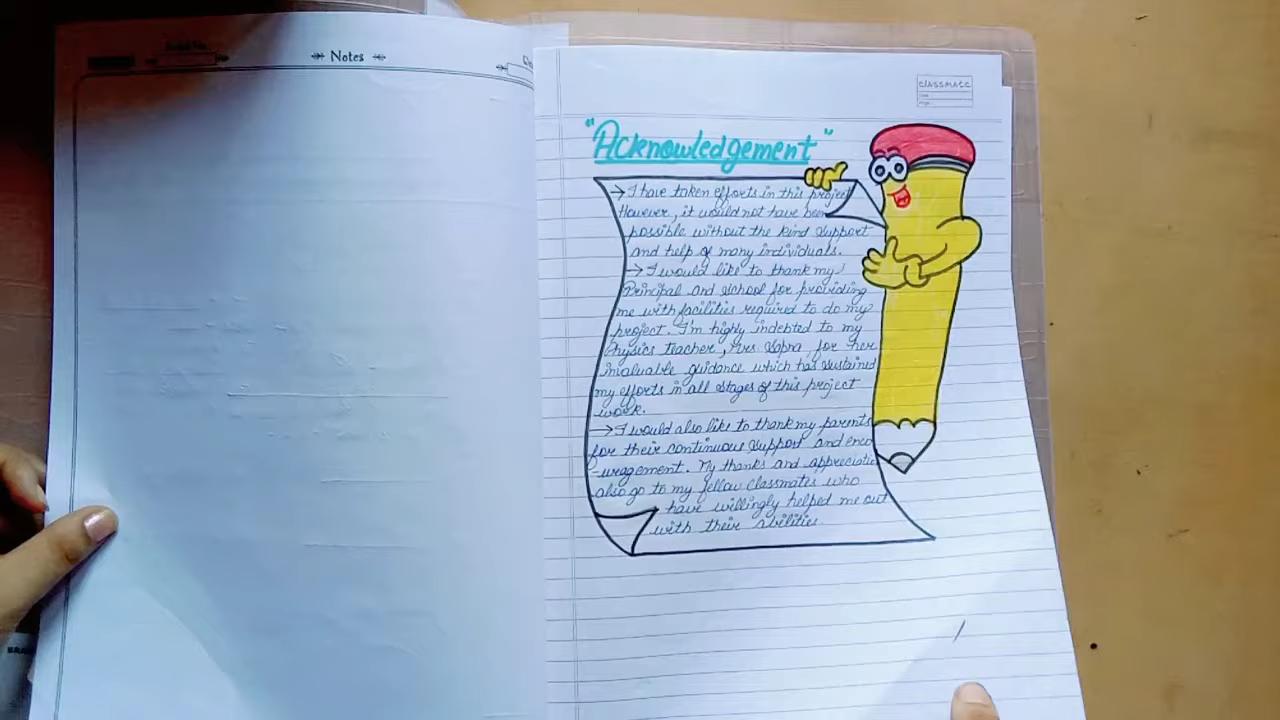 Notes
classmate
"Acknowledgement"
→ I have taken efforts in this project
However, it would not have been
possible without the kind support
and help of many individuals.
→ I would like to thank my
Principal and School for providing
me with facilities required to do my
project. I'm highly indebted to my
Physics teacher, Mrs Sapna, for her
invaluable guidance which has sustained
my efforts in all stages of this project
work.
→ I would also like to thank my parents
for their continuous support and enco
-uragement. My thanks and appreciatio
also go to my fellow classmates who
have willingly helped me out
with their abilities